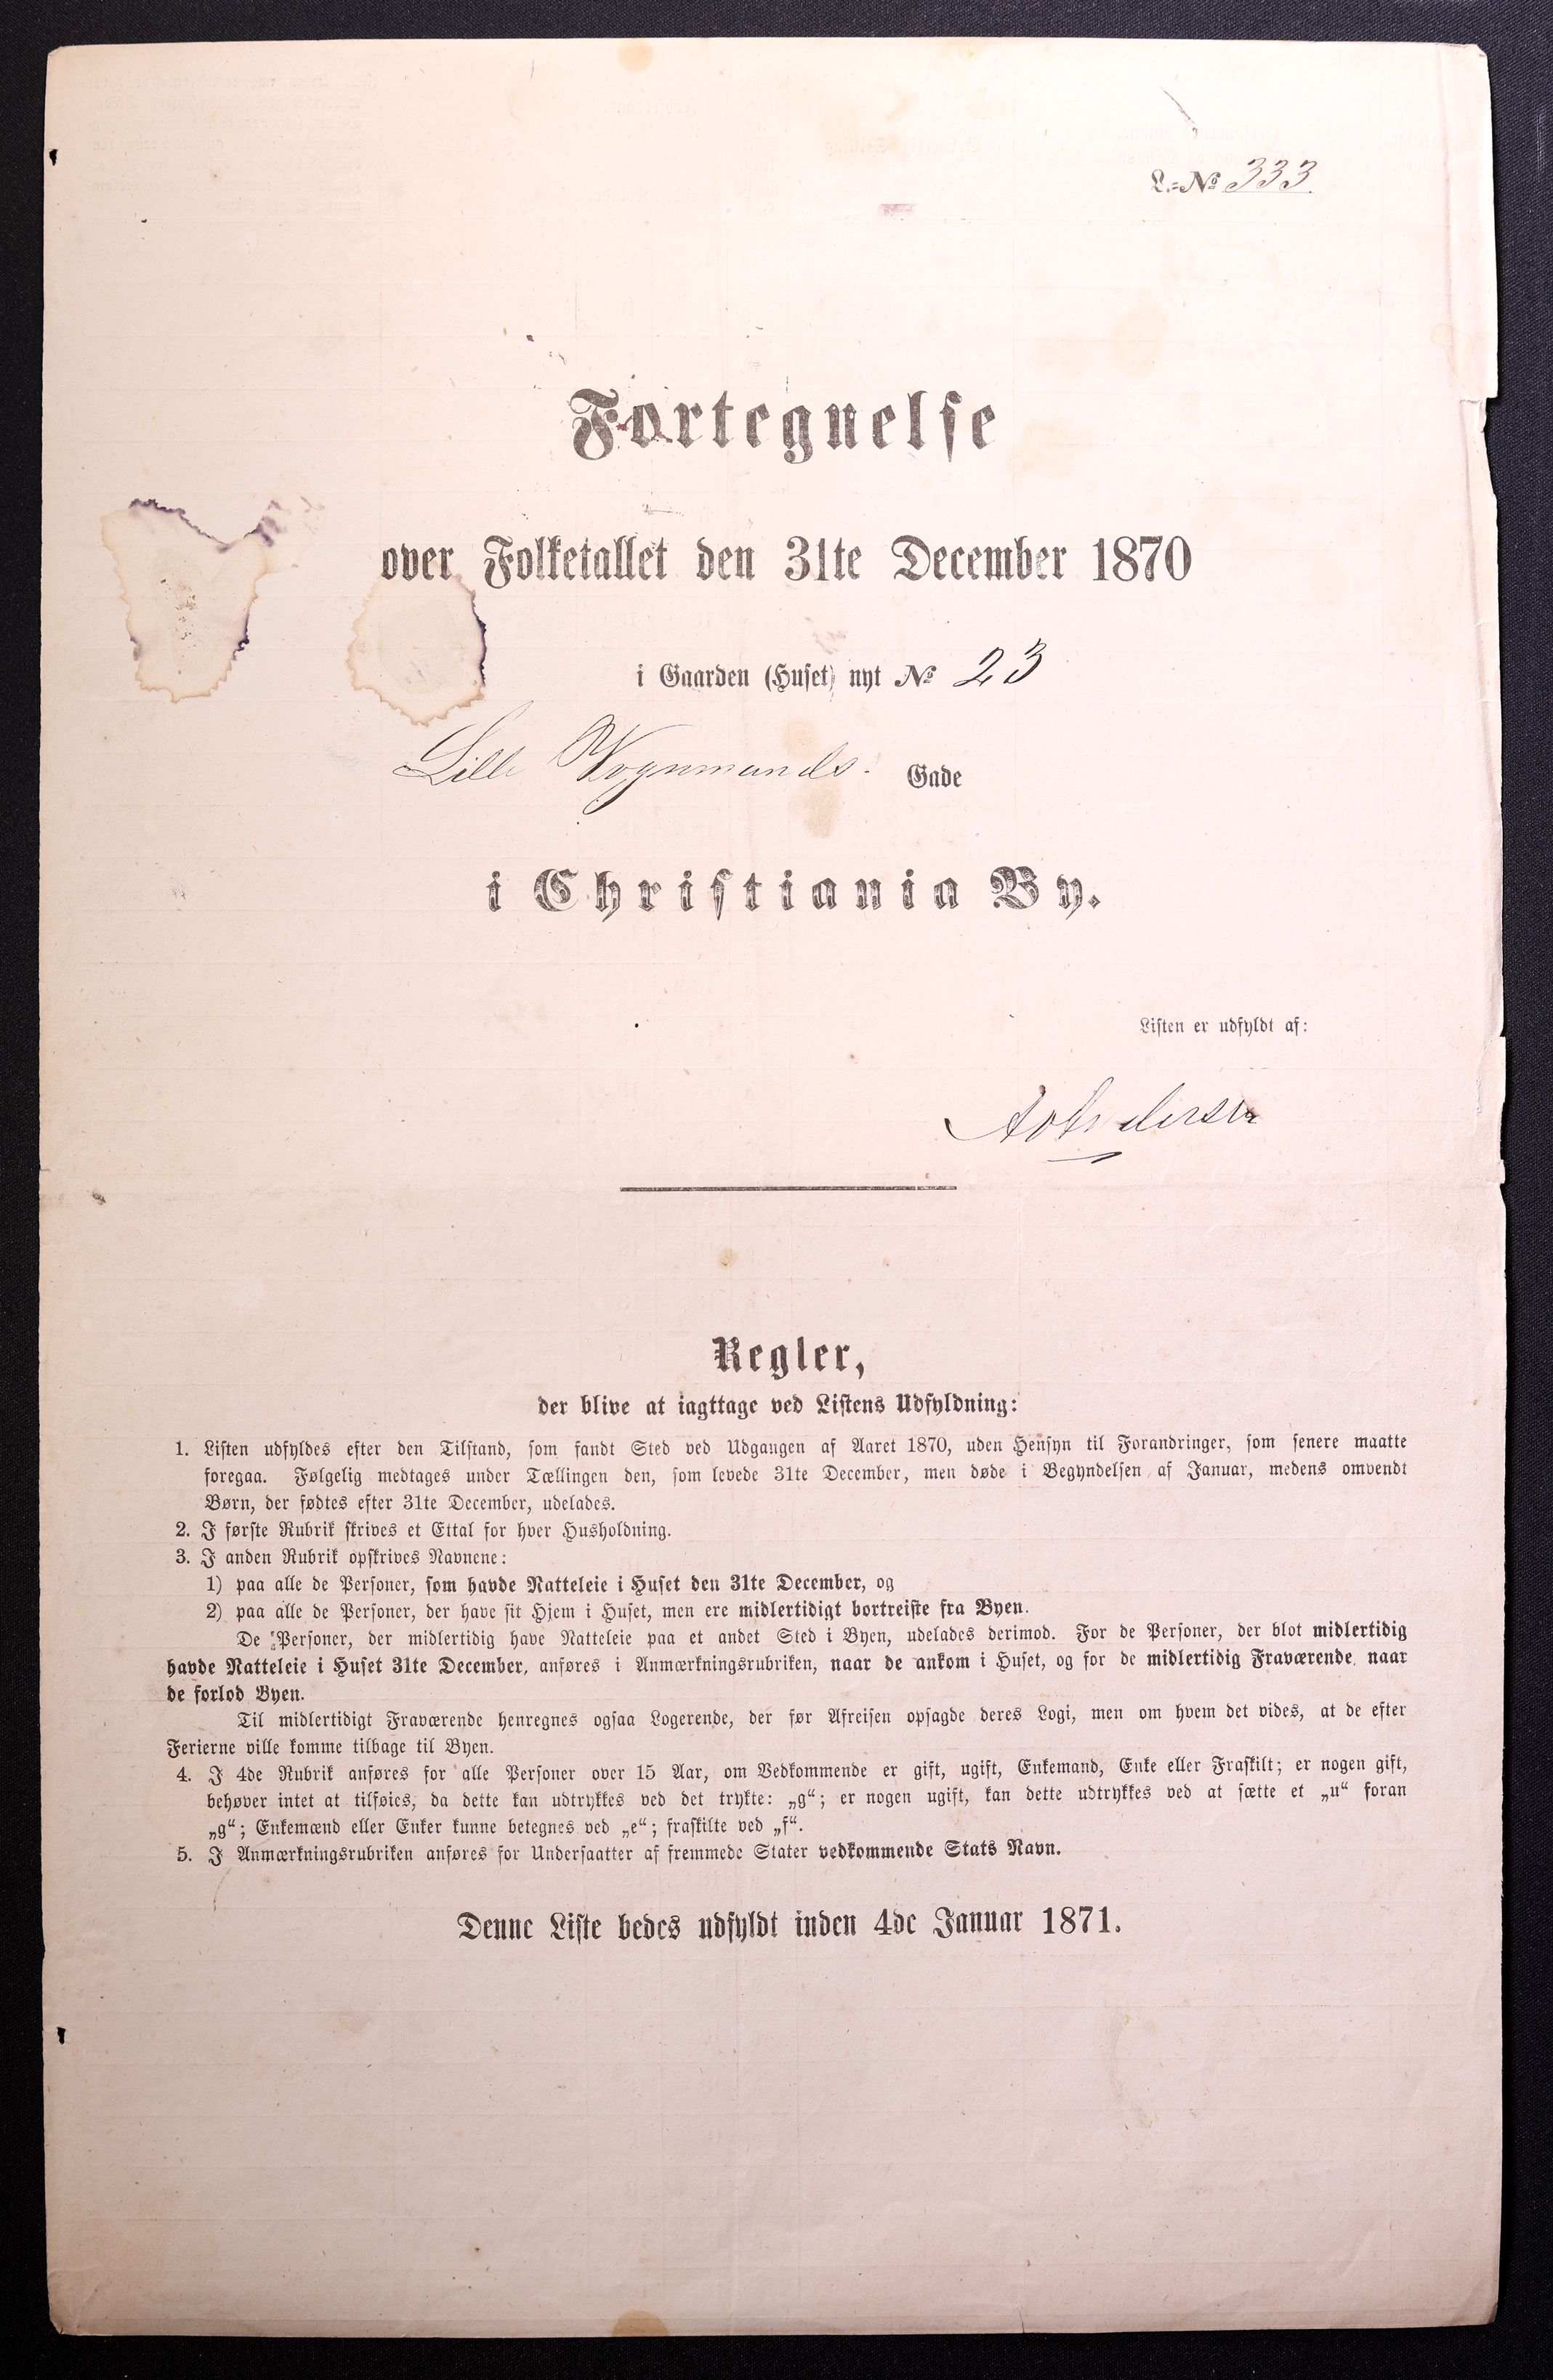 L.=№ 333.
Fortegnelse
over Folketallet den 31te December 1870
i Gaarden (Huset) nyt № 23
Lille Vognmands. Gade
i Christiania By.
Listen er udfyldt af:
Regler,
der blive at iagttage ved Listens Udfyldning:
1. Listen udfyldes efter den Tilstand, som fandt Sted ved Udgangen af Aaret 1870, uden Hensyn til Forandringer, som senere maatte
foregaa. Følgelig medtages under Tællingen den, som levede 31te December, men døde i Begyndelsen af Januar, medens omvendt
Børn, der fødtes efter 31te December, udelades.
2. I første Rubrik skrives et Ettal for hver Husholdning.
3. I anden Rubrik opskrives Navnene:
1) paa alle de Personer, som havde Natteleie i Huset den 31te December, og
2) paa alle de Personer, der have sit Hjem i Huset, men ere midlertidigt bortreiste fra Byen.
De Personer, der midlertidig have Natteleie paa et andet Sted i Byen, udelades derimod. For de Personer, der blot midlertidig
havde Natteleie i Huset 31te December, anføres i Anmærkningsrubriken, naar de ankom i Huset, og for de midlertidig Fraværende naar
de forlod Byen.
Til midlertidigt Fraværende henregnes ogsaa Logerende, der før Afreisen opsagde deres Logi, men om hvem det vides, at de efter
Ferierne ville komme tilbage til Byen.
4. I 4de Rubrik anføres for alle Personer over 15 Aar, om Vedkommende er gift, ugift, Enkemand, Enke eller Fraskilt; er nogen gift,
behøver intet at tilføies, da dette kan udtrykkes ved det trykte: „g“; er nogen ugift, kan dette udtrykkes ved at sætte et „u“ foran
„g“; Enkemænd eller Enker kunne betegnes ved „e“; fraskilte ved „f“.
5. I Anmærkningsrubriken anføres for Undersaatter af fremmede Stater vedkommende Stats Navn.
Denne Liste bedes udfyldt inden 4de Januar 1871.